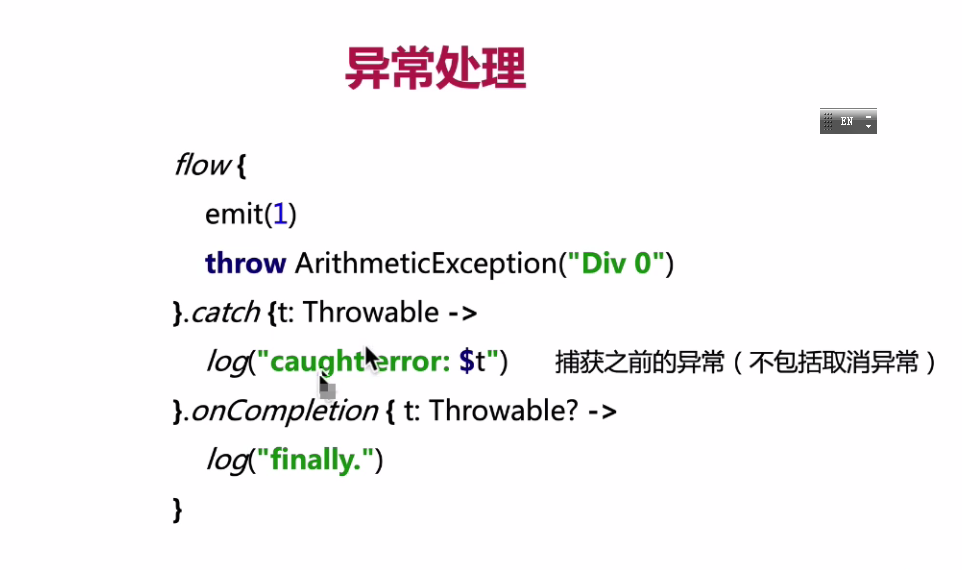 异常处理
EN
flow {
emit(1)
throw ArithmeticException("Div 0")
}.catch {t: Throwable ->
log("caught error: $t") 捕获之前的异常（不包括取消异常）
}.onCompletion { t: Throwable? ->
log("finally.")
}